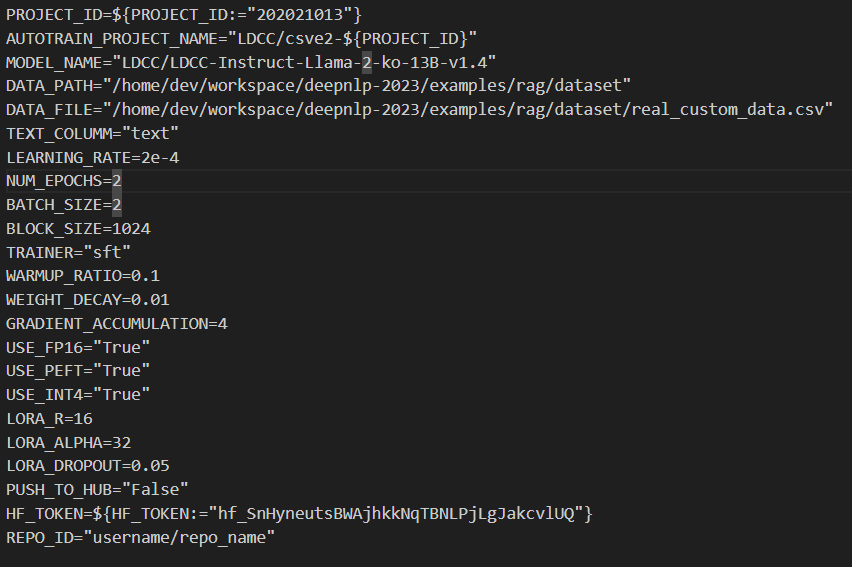 PROJECT_ID=${PROJECT_ID:="202021013"}
AUTOTRAIN_PROJECT_NAME="LDCC/csve2-${PROJECT_ID}"
MODEL_NAME="LDCC/LDCC-Instruct-Llama-2-ko-13B-v1.4"
DATA_PATH="/home/dev/workspace/deepnlp-2023/examples/rag/dataset"
DATA_FILE="/home/dev/workspace/deepnlp-2023/examples/rag/dataset/real_custom_data.csv"
TEXT_COLUMM="text"
LEARNING_RATE=2e-4
NUM_EPOCHS=2
BATCH_SIZE=2
BLOCK_SIZE=1024
TRAINER="sft"
WARMUP_RATIO=0.1
WEIGHT_DECAY=0.01
GRADIENT_ACCUMULATION=4
USE_FP16="True"
USE_PEFT="True"
USE_INT4="True"
LORA_R=16
LORA_ALPHA=32
LORA_DROPOUT=0.05
PUSH_TO_HUB="False"
HF_TOKEN=${HF_TOKEN:="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"}
REPO_ID="username/repo_name"